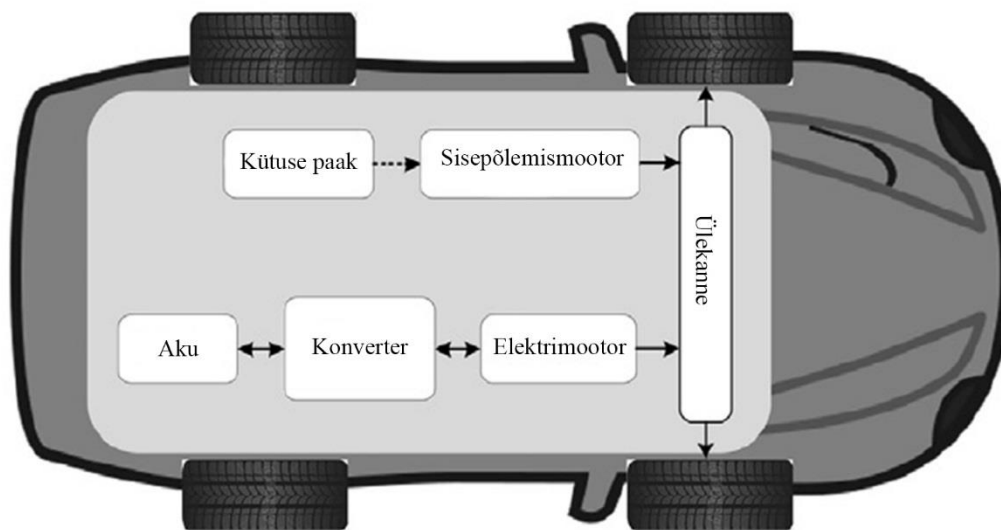 Kütuse paak
Sisepõlemismootor
Ülekanne
Aku
Konverter
Elektrimootor